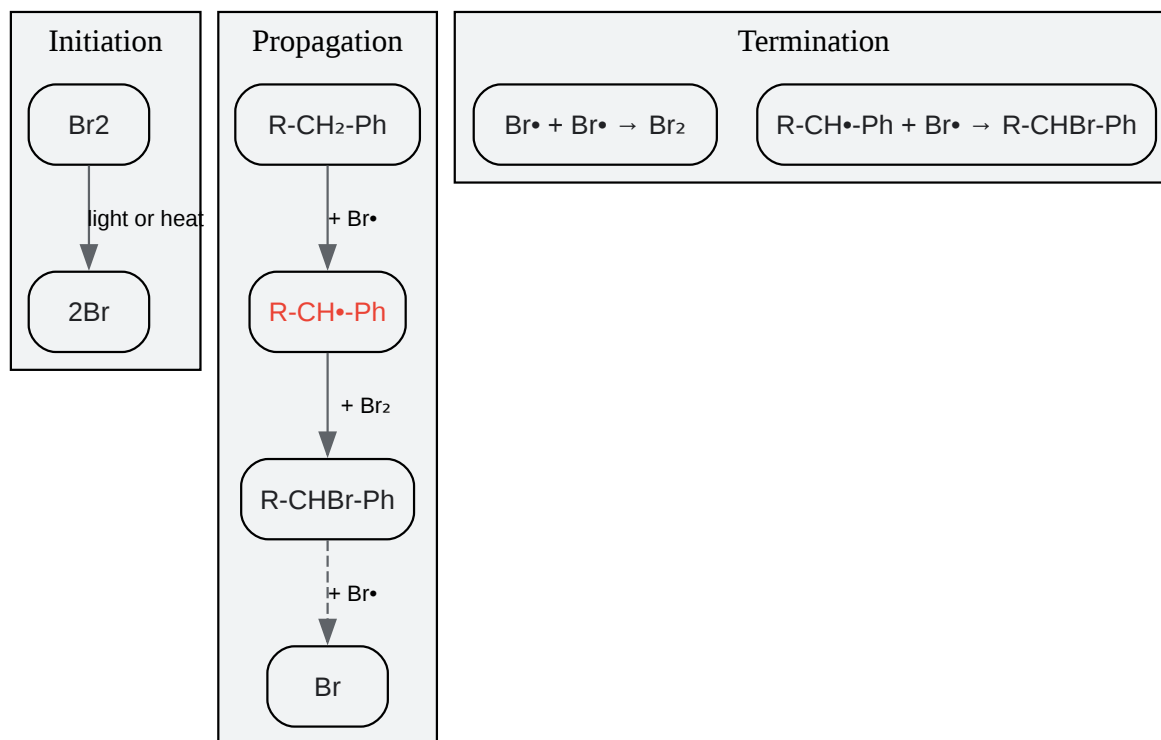 Initiation
Br2
light or heat
2Br
Propagation
R-CH₂-Ph
+ Br•
R-CH•-Ph
+ Br₂
R-CHBr-Ph
+ Br•
Br
Termination
Br• + Br• → Br₂
R-CH•-Ph + Br• → R-CHBr-Ph